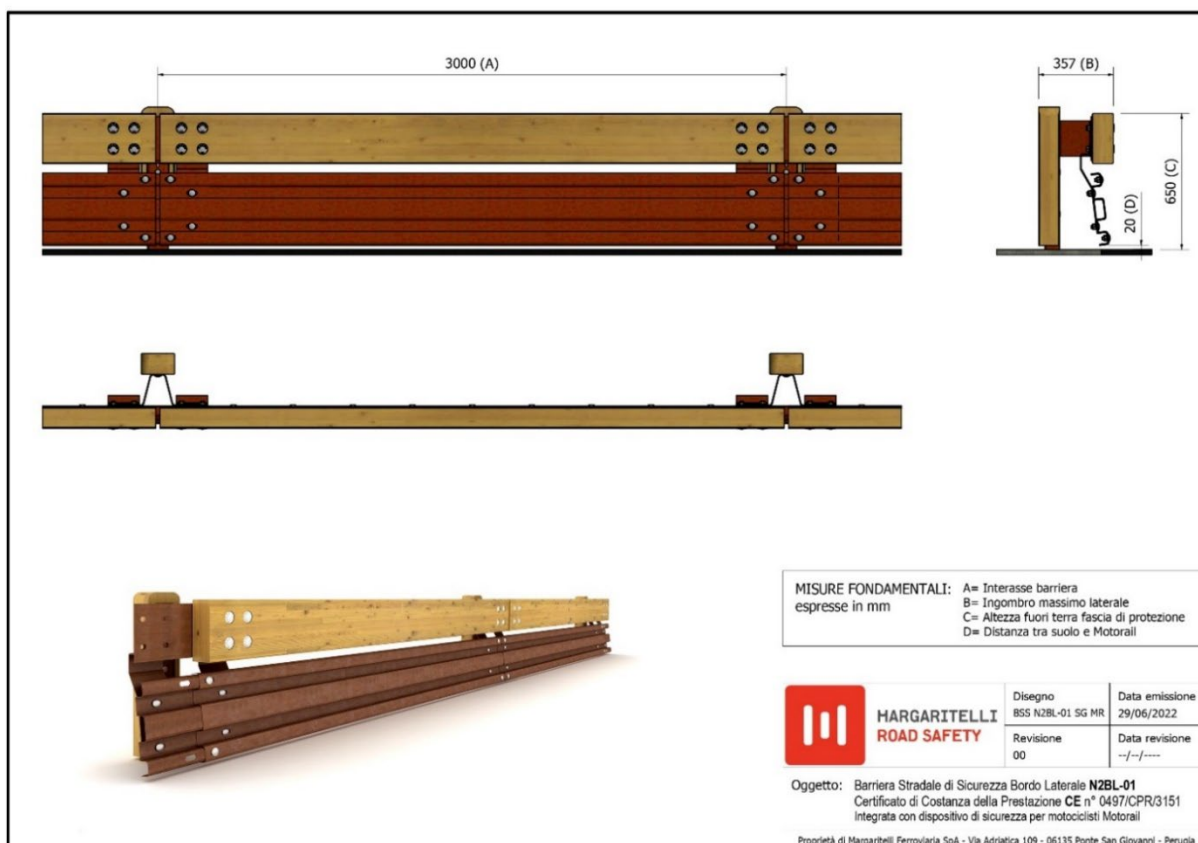 3000 (A)
357 (B)
650 (C)
20 (D)
MISURE FONDAMENTALI:
espresse in mm
A= Interasse barriera
B= Ingombro massimo laterale
C= Altezza fuori terra fascia di protezione
D= Distanza tra suolo e Motorail
MARGARITELLI
ROAD SAFETY
Disegno
BSS N2BL-01 SG MR
Data emissione
29/06/2022
Revisione
00
Data revisione
--/--/----
Oggetto: Barriera Stradale di Sicurezza Bordo Laterale N2BL-01
Certificato di Costanza della Prestazione CE n° 0497/CPR/3151
Integrata con dispositivo di sicurezza per motociclisti Motorail
Proprietà di Margaritelli Ferroviaria SpA - Via Adriatica 109 - 06135 Ponte San Giovanni - Perugia